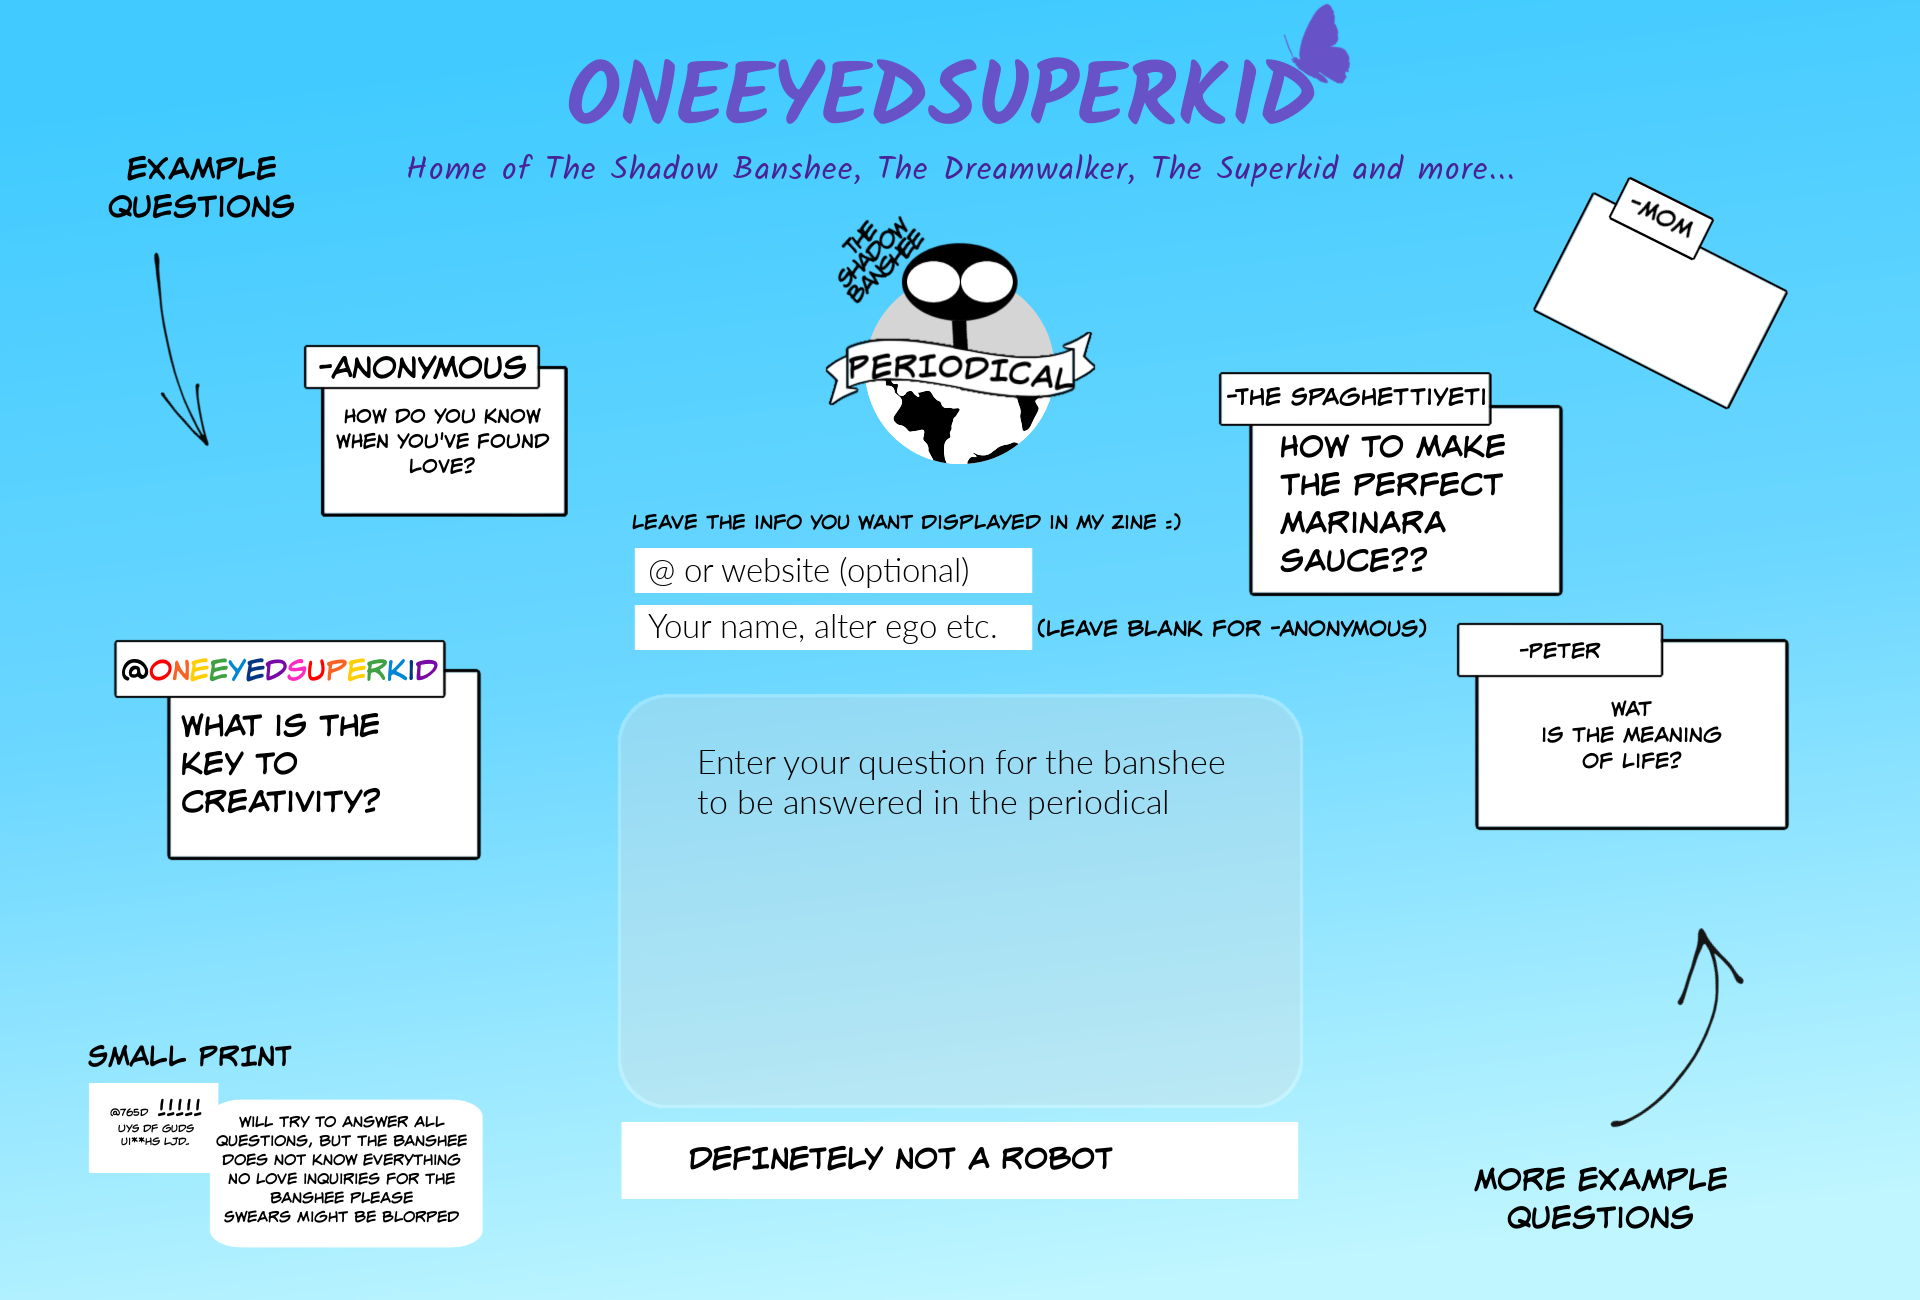 ONEEYEDSUPERKID
Home of The Shadow Banshee, The Dreamwalker, The Superkid and more...
EXAMPLE
QUESTIONS
-MOM
THE
SHADOW
BANSHEE
PERIODICAL
-ANONYMOUS
HOW DO YOU KNOW
WHEN YOU'VE FOUND
LOVE?
-THE SPAGHETTIYETI
HOW TO MAKE
THE PERFECT
MARINARA
SAUCE??
LEAVE THE INFO YOU WANT DISPLAYED IN MY ZINE :)
@ or website (optional)
Your name, alter ego etc.
(LEAVE BLANK FOR -ANONYMOUS)
@ONEEYEDSUPERKID
WHAT IS THE
KEY TO
CREATIVITY?
-PETER
WAT
IS THE MEANING
OF LIFE?
Enter your question for the banshee
to be answered in the periodical
SMALL PRINT
@765D !!!!!
UYS DF GUDS
UI**HS LJD.
WILL TRY TO ANSWER ALL
QUESTIONS, BUT THE BANSHEE
DOES NOT KNOW EVERYTHING
NO LOVE INQUIRIES FOR THE
BANSHEE PLEASE
SWEARS MIGHT BE BLORPED
DEFINETELY NOT A ROBOT
MORE EXAMPLE
QUESTIONS